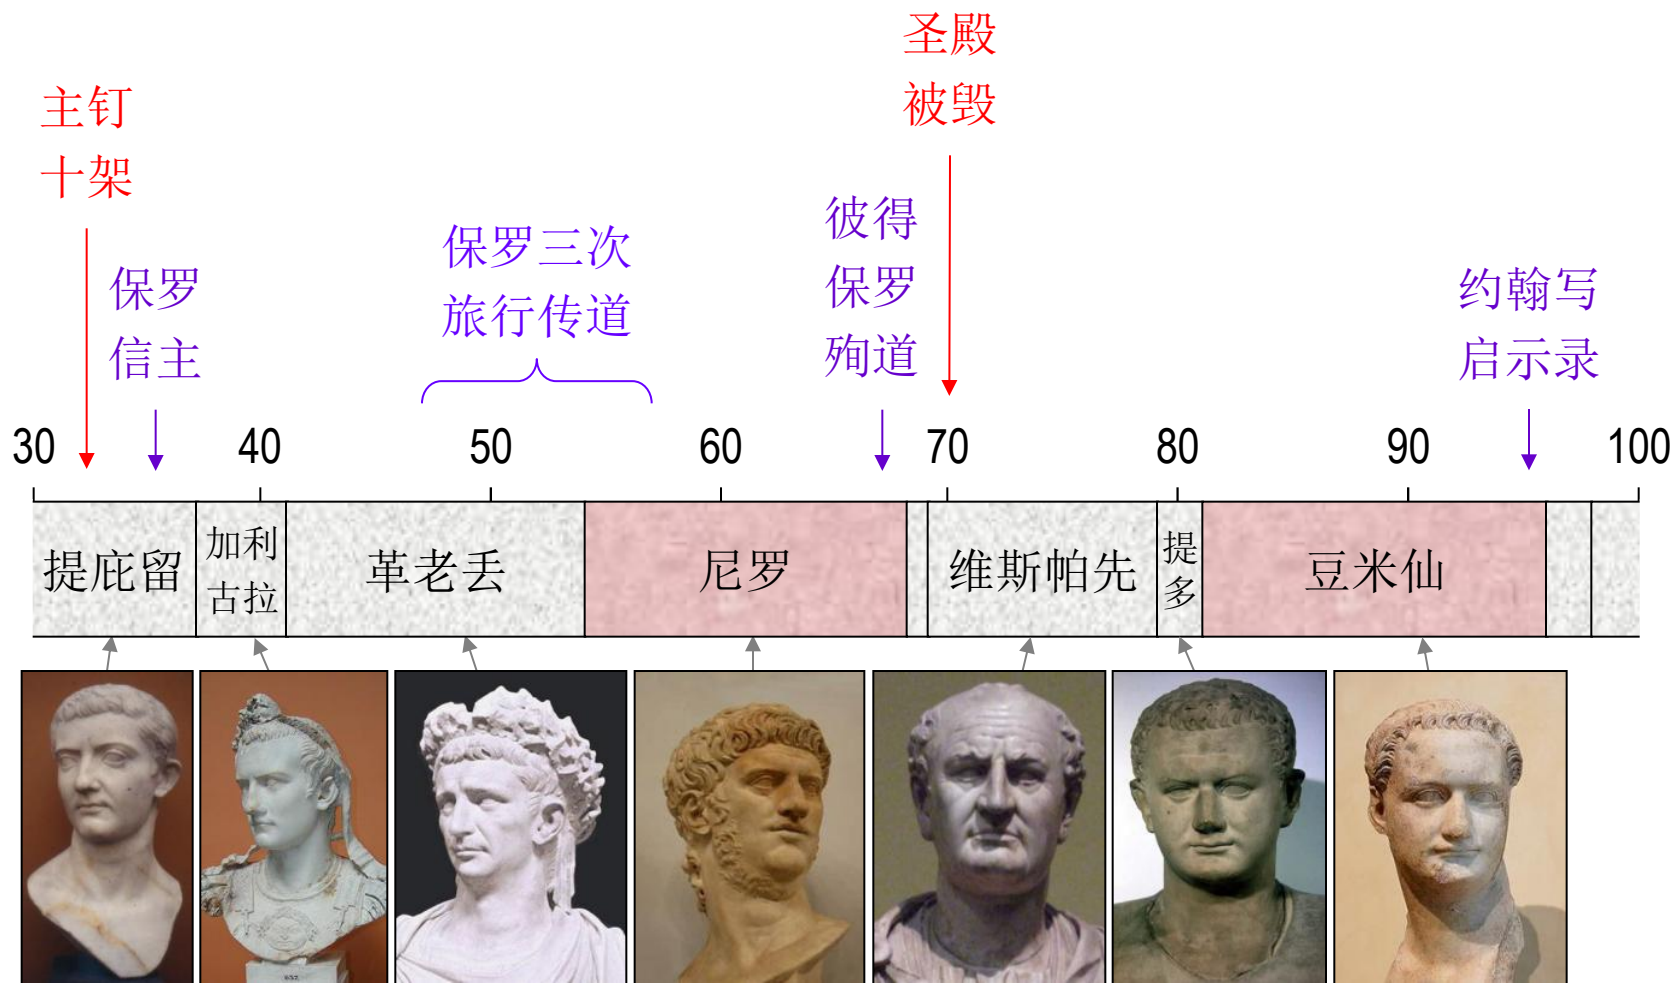 圣殿
被毁
主钉
十架
彼得
保罗
殉道
保罗三次
旅行传道
保罗
信主
约翰写
启示录
30 40 50 60 70 80 90 100
提庇留
加利
古拉
革老丢
尼罗
维斯帕先
提
多
豆米仙